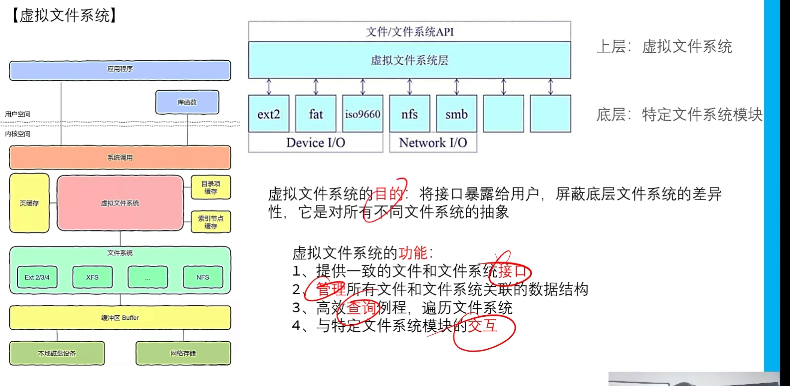 【虚拟文件系统】
应用程序
库函数
用户空间
内核空间
系统调用
页缓存
虚拟文件系统
目录项
缓存
索引节点
缓存
文件系统
Ext 2/3/4
XFS
...
NFS
缓冲区 Buffer
本地磁盘设备
网络存储
文件/文件系统API
虚拟文件系统层
ext2
fat
iso9660
nfs
smb
Device I/O
Network I/O
上层：虚拟文件系统
底层：特定文件系统模块
虚拟文件系统的目的：将接口暴露给用户，屏蔽底层文件系统的差异
性，它是对所有不同文件系统的抽象
虚拟文件系统的功能：
1、提供一致的文件和文件系统接口
2、管理所有文件和文件系统关联的数据结构
3、高效查询例程，遍历文件系统
4、与特定文件系统模块的交互